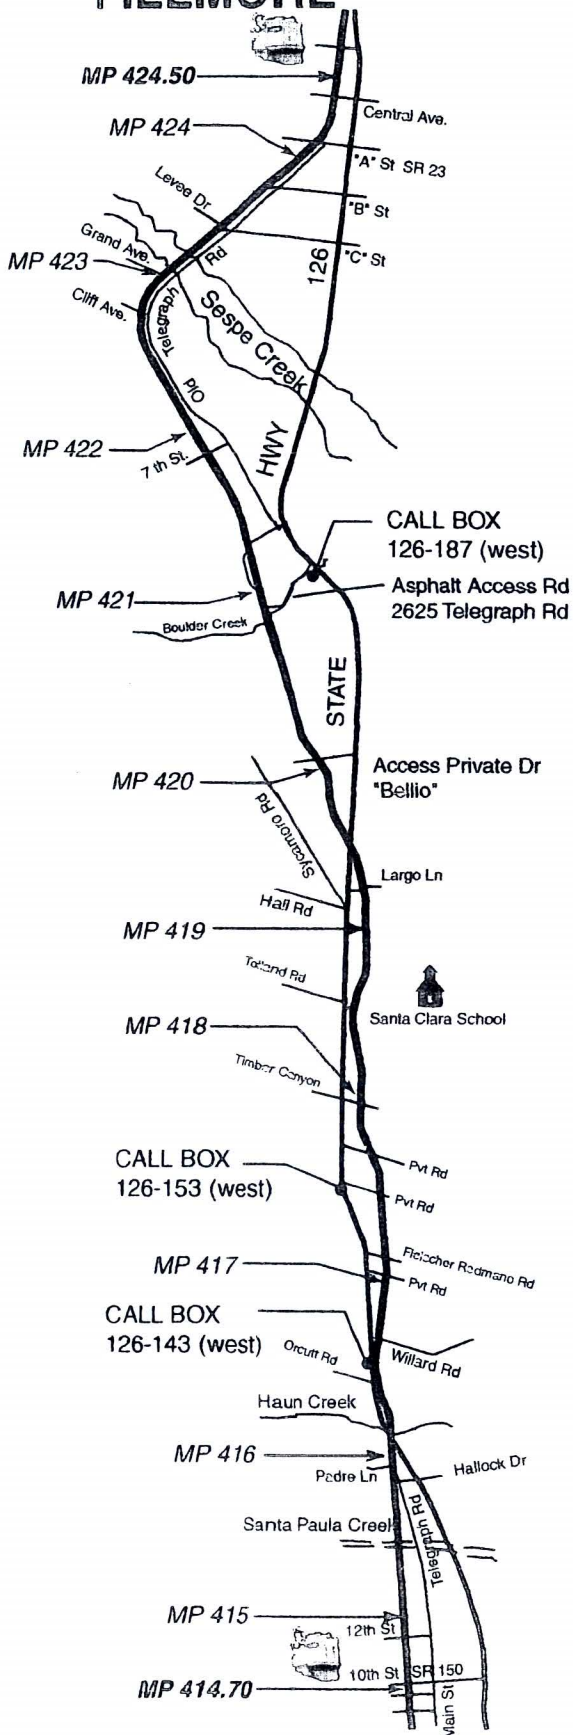 FILLMORE
MP 424.50
Central Ave.
MP 424
"A" St SR 23
Levee Dr
"B" St
Grand Ave.
Rd
126
"C" St
MP 423
Cliff Ave.
Telegraph
Sespe Creek
Old
HWY
MP 422
7 th St.
CALL BOX
126-187 (west)
Asphalt Access Rd
2625 Telegraph Rd
MP 421
Boulder Creek
STATE
Access Private Dr
"Bellio"
MP 420
Sycamore Rd
Largo Ln
Hall Rd
MP 419
Toland Rd
Santa Clara School
MP 418
Timber Canyon
Pvt Rd
CALL BOX
126-153 (west)
Pvt Rd
Rd
MP 417
Pvt Rd
CALL BOX
126-143 (west)
Orcutt Rd
Willard Rd
Haun Creek
MP 416
Padre Ln
Hallock Dr
Telegraph Rd
Santa Paula Creek
MP 415
12th St
10th St
SR 150
MP 414.70
Main St